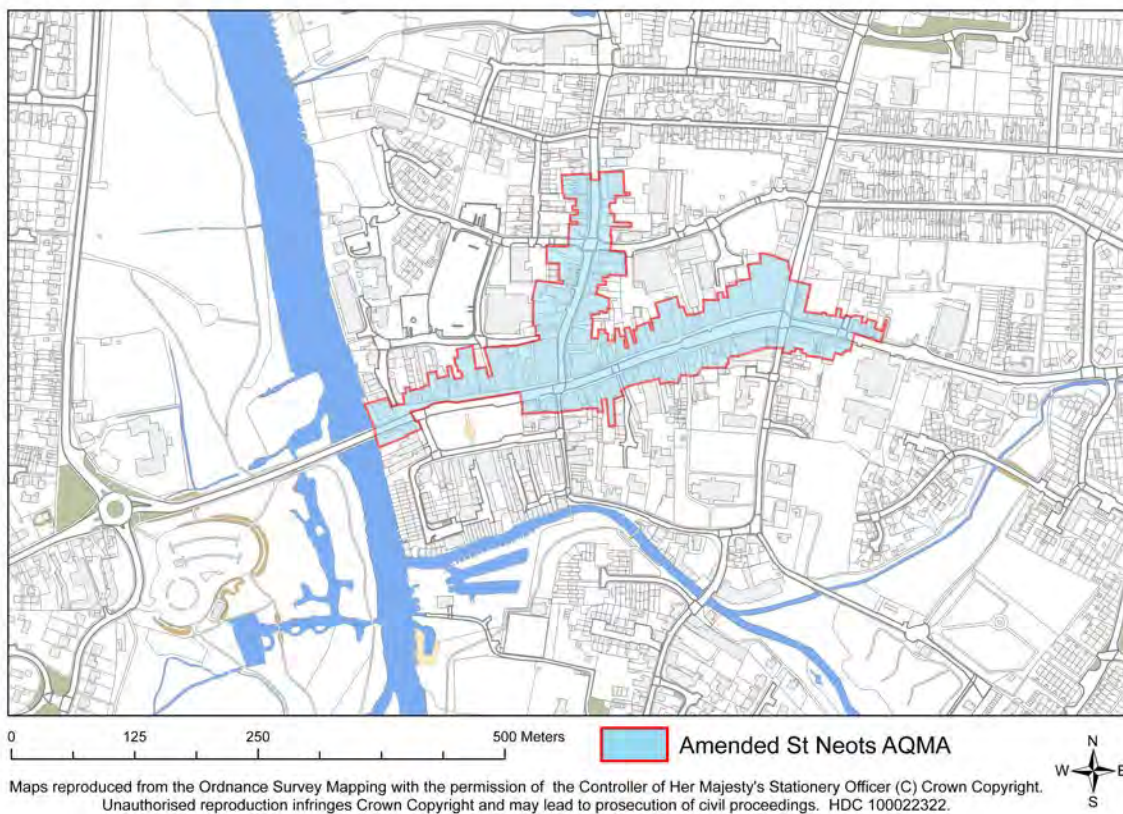 0 125 250 500 Meters
Amended St Neots AQMA
N
W E
S
Maps reproduced from the Ordnance Survey Mapping with the permission of the Controller of Her Majesty's Stationery Officer (C) Crown Copyright.
Unauthorised reproduction infringes Crown Copyright and may lead to prosecution of civil proceedings. HDC 100022322.